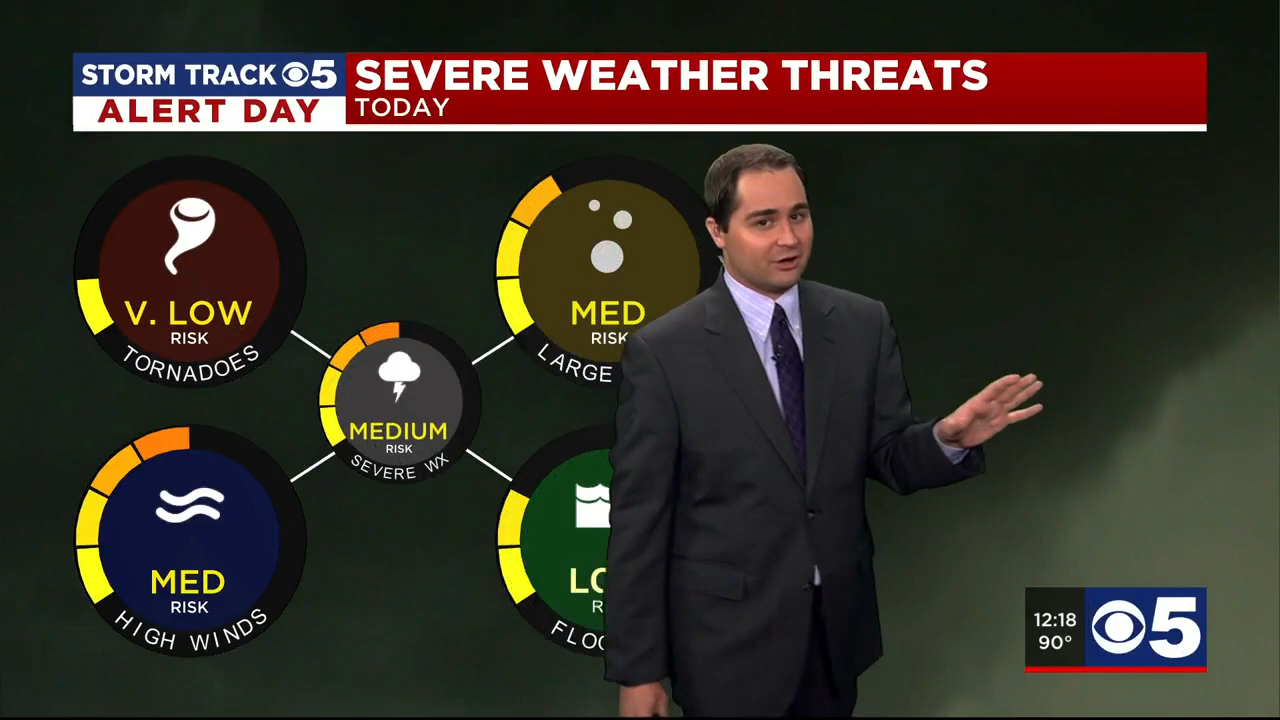 STORM TRACK 5
ALERT DAY
SEVERE WEATHER THREATS
TODAY
V. LOW
RISK
TORNADOES
MED
RISK
LARGE
MEDIUM
RISK
SEVERE WX
MED
RISK
HIGH WINDS
12:18
90°
5